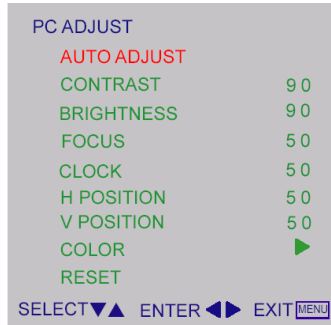 PC ADJUST
AUTO ADJUST
CONTRAST 90
BRIGHTNESS 90
FOCUS 50
CLOCK 50
H POSITION 50
V POSITION 50
COLOR ▶
RESET
SELECT▼▲ ENTER◀▶ EXIT MENU